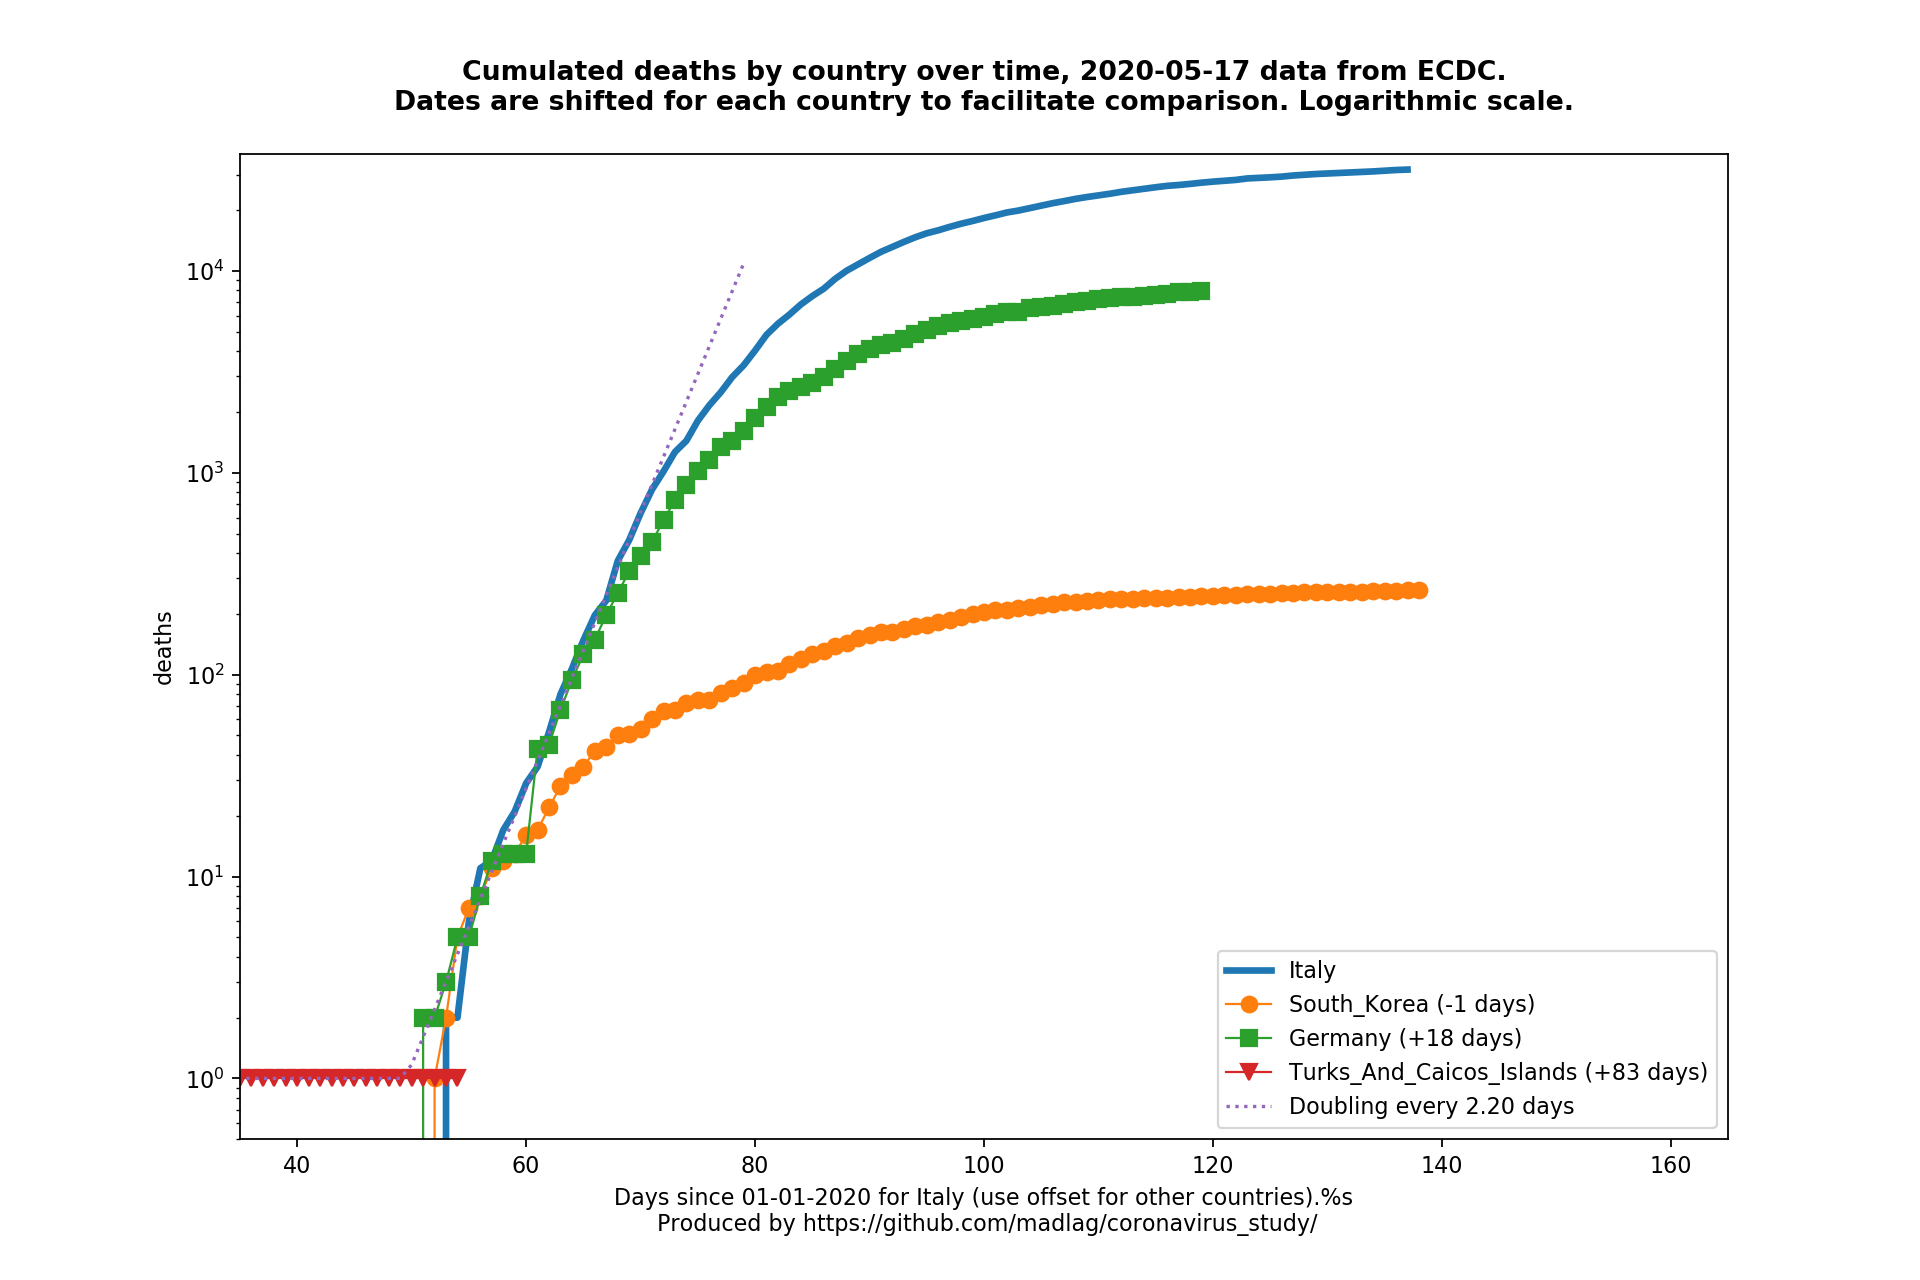 Cumulated deaths by country over time, 2020-05-17 data from ECDC.
Dates are shifted for each country to facilitate comparison. Logarithmic scale.
deaths
10^4
10^3
10^2
10^1
10^0
40 60 80 100 120 140 160
Italy
South_Korea (-1 days)
Germany (+18 days)
Turks_And_Caicos_Islands (+83 days)
Doubling every 2.20 days
Days since 01-01-2020 for Italy (use offset for other countries).%s
Produced by https://github.com/madlag/coronavirus_study/